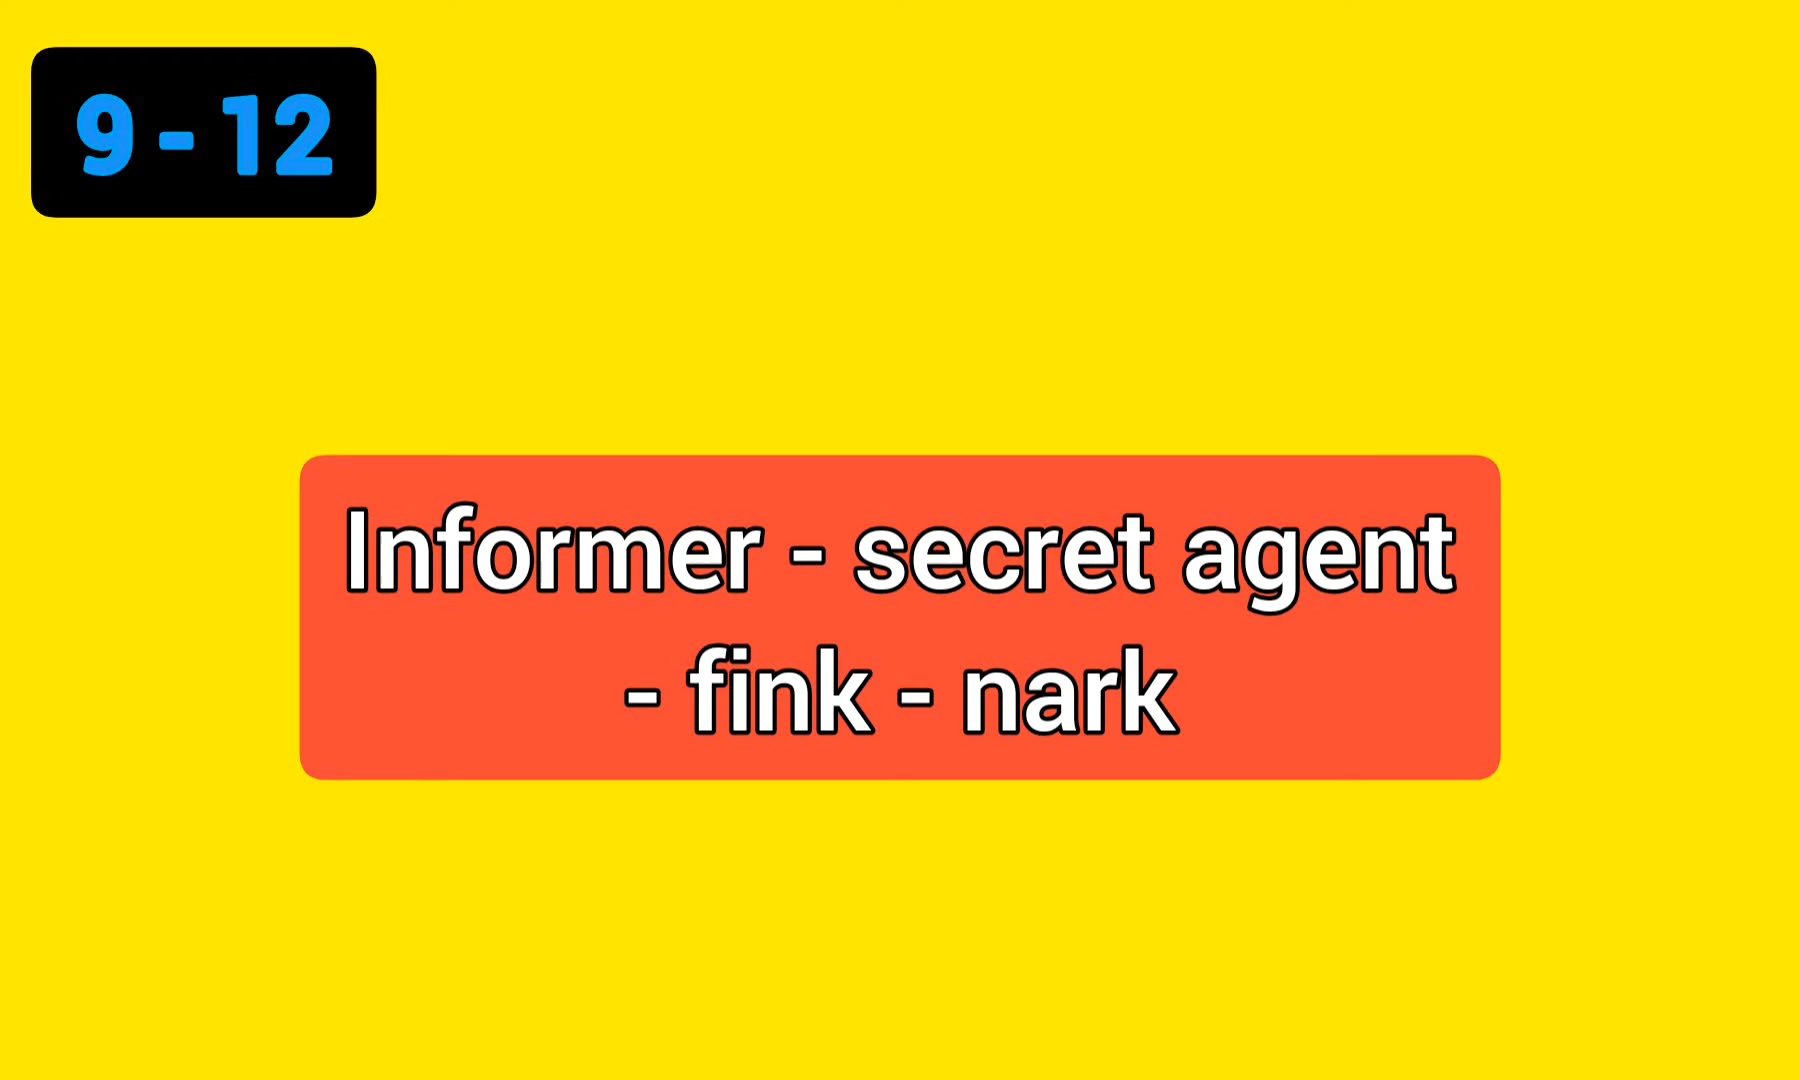 9 - 12
Informer - secret agent
- fink - nark